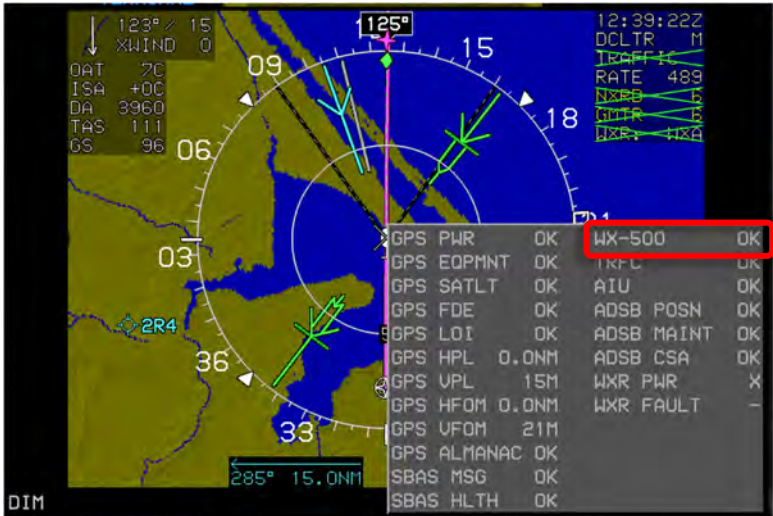 123°/ 15
XWIND 0
OAT 7C
ISA +0C
DA 3960
TAS 111
GS 96
125°
12:39:22Z
DCLTR M
TRAFFIC
RATE 489
NXRD 6
GMTR 6
WXR: WXA
09
15
18
06
03
36
33
21
2R4
285° 15.0NM
DIM
GPS PWR OK
GPS EQPMNT OK
GPS SATLT OK
GPS FDE OK
GPS LOI OK
GPS HPL 0.0NM
GPS VPL 15M
GPS HFOM 0.0NM
GPS VFOM 21M
GPS ALMANAC OK
SBAS MSG OK
SBAS HLTH OK
WX-500 OK
TRFC OK
AIU OK
ADSB POSN OK
ADSB MAINT OK
ADSB CSA OK
WXR PWR X
WXR FAULT -